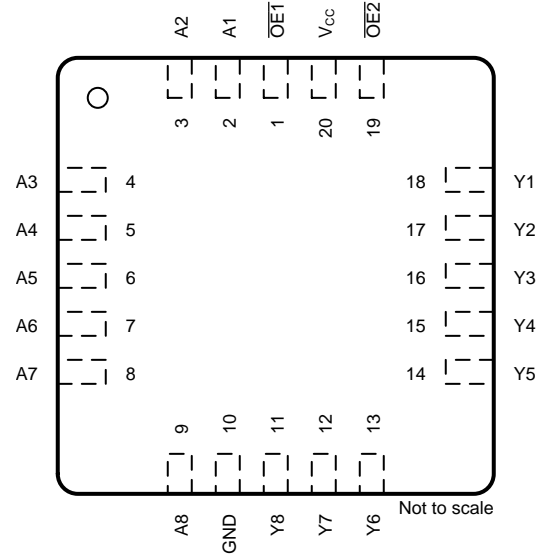 A2 A1 O̅E̅1̅ VCC O̅E̅2̅
3 2 1 20 19
A3 4 18 Y1
A4 5 17 Y2
A5 6 16 Y3
A6 7 15 Y4
A7 8 14 Y5
9 10 11 12 13
A8 GND Y8 Y7 Y6
Not to scale